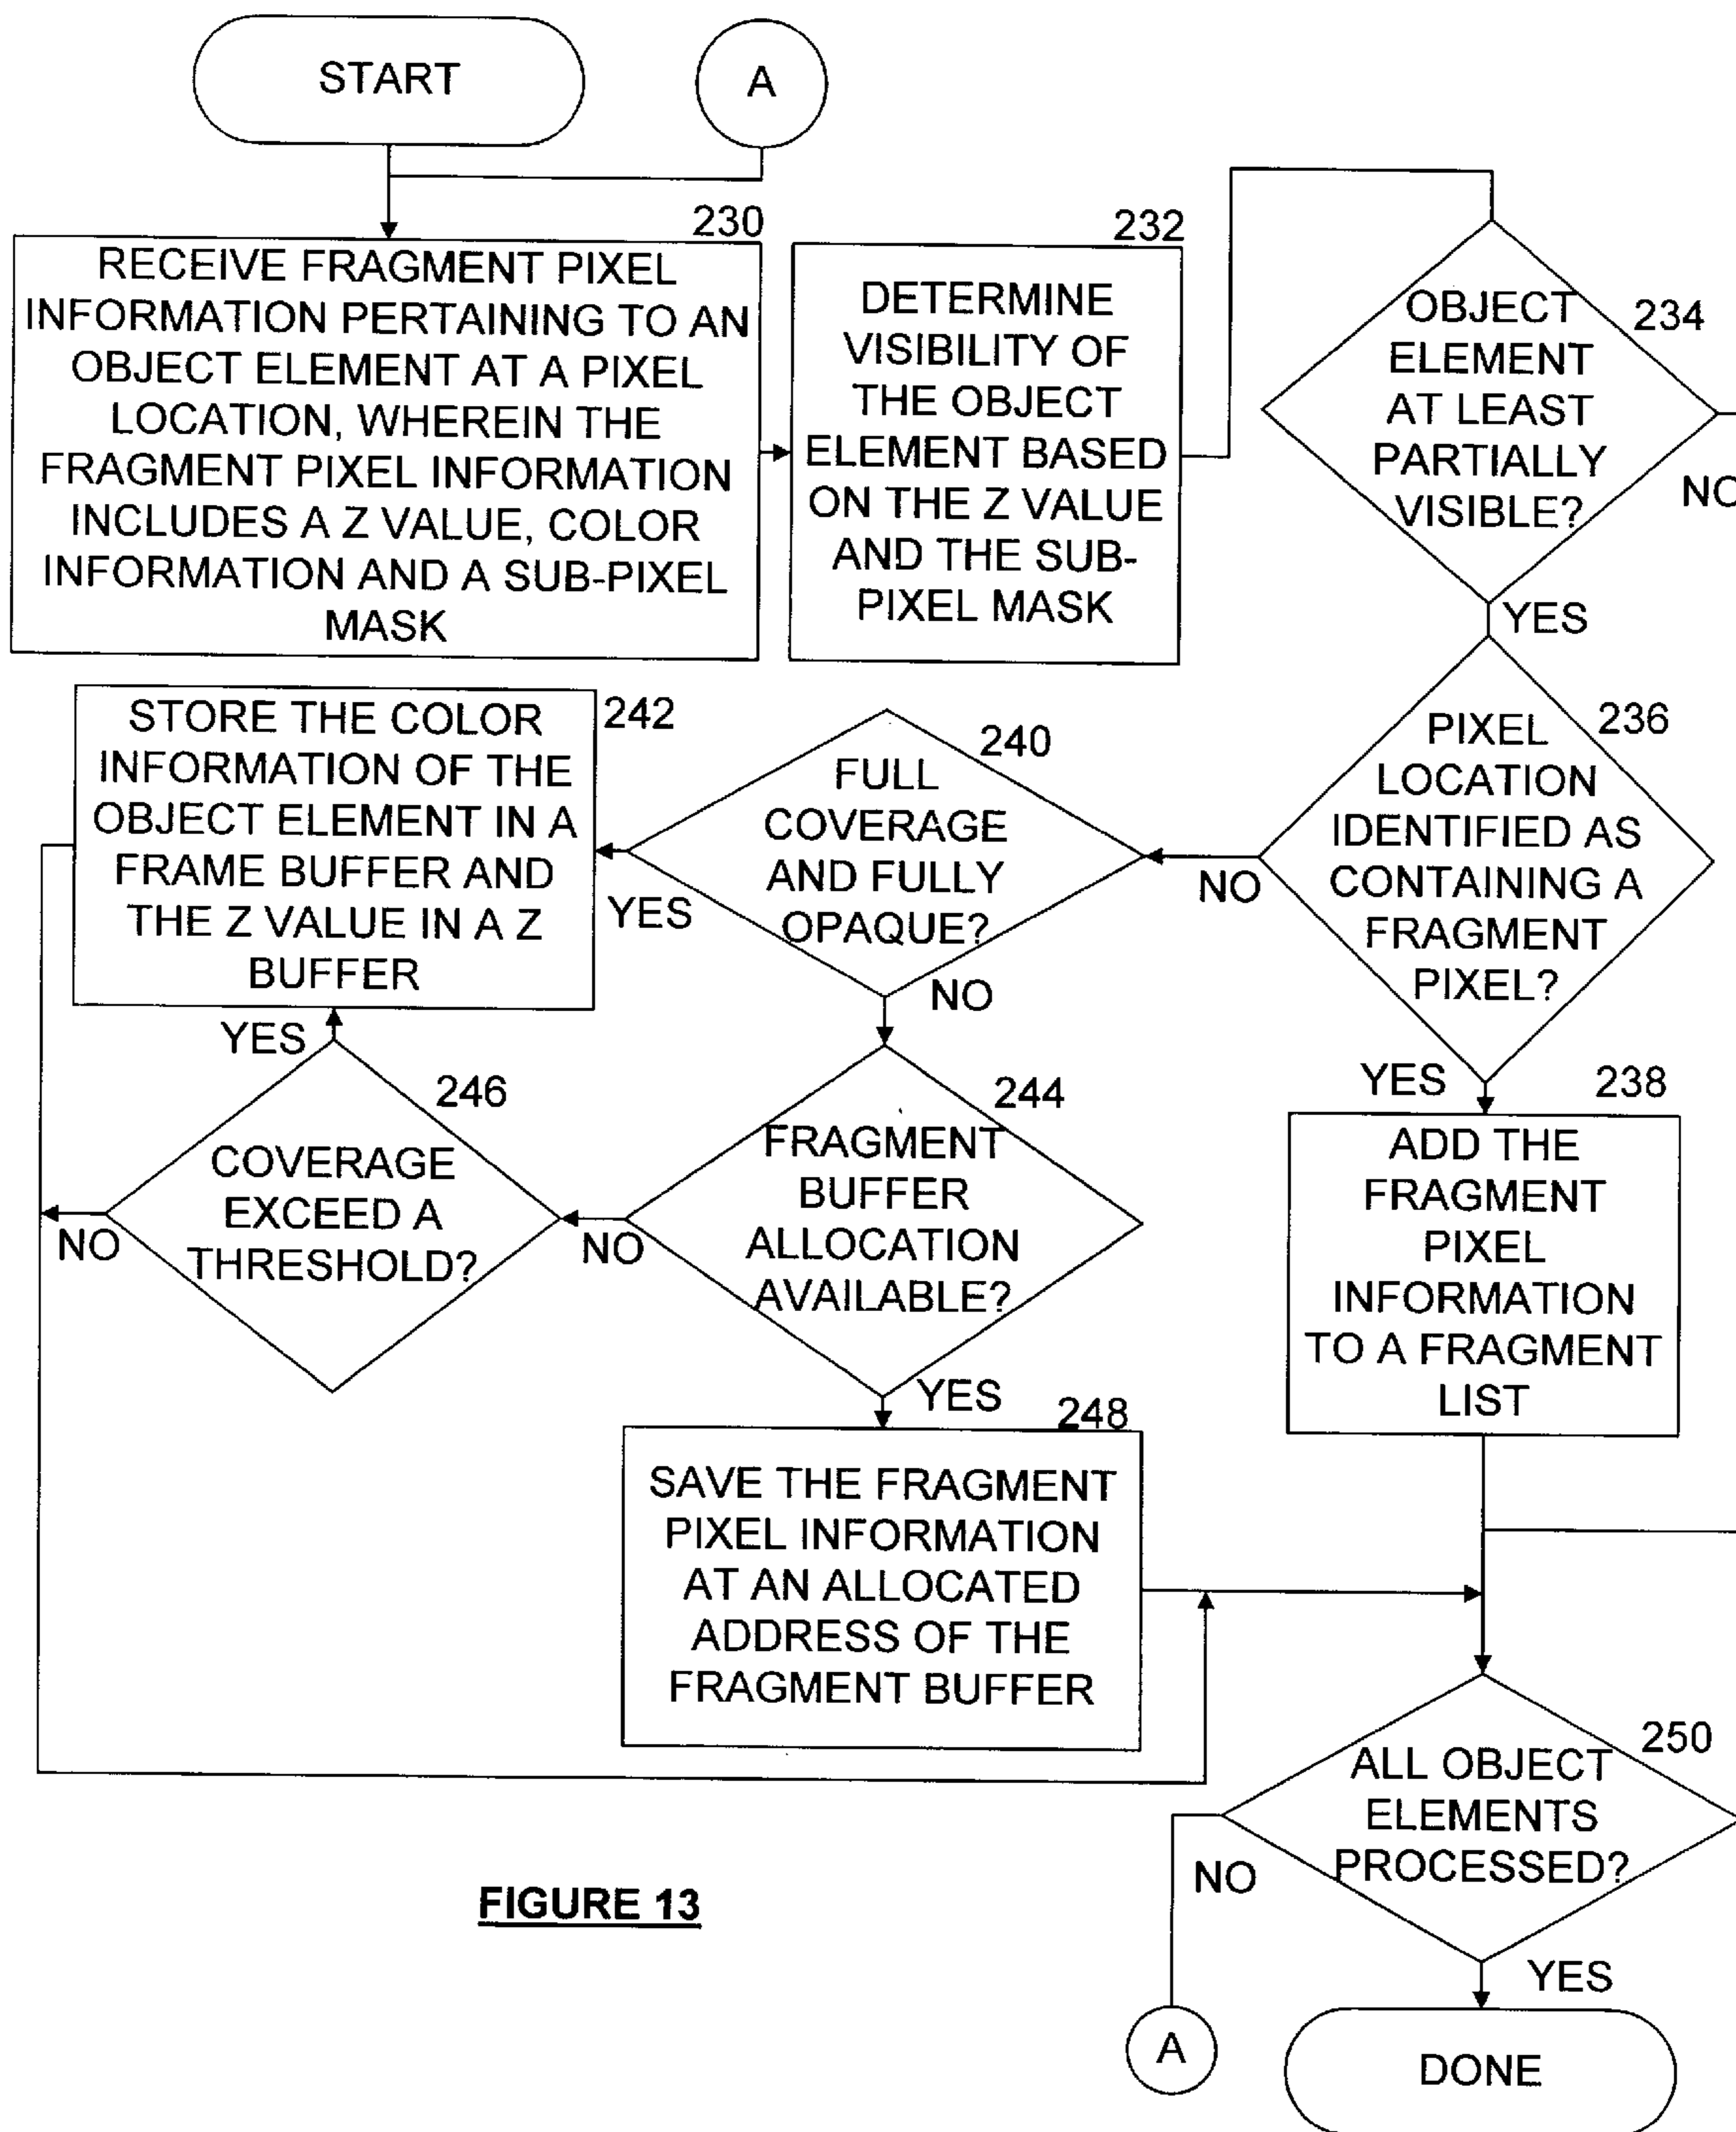 START
A
230
RECEIVE FRAGMENT PIXEL
INFORMATION PERTAINING TO AN
OBJECT ELEMENT AT A PIXEL
LOCATION, WHEREIN THE
FRAGMENT PIXEL INFORMATION
INCLUDES A Z VALUE, COLOR
INFORMATION AND A SUB-PIXEL
MASK
232
DETERMINE
VISIBILITY OF
THE OBJECT
ELEMENT BASED
ON THE Z VALUE
AND THE SUB-
PIXEL MASK
234
OBJECT
ELEMENT
AT LEAST
PARTIALLY
VISIBLE?
NO
YES
236
PIXEL
LOCATION
IDENTIFIED AS
CONTAINING A
FRAGMENT
PIXEL?
NO
YES
238
ADD THE
FRAGMENT
PIXEL
INFORMATION
TO A FRAGMENT
LIST
240
FULL
COVERAGE
AND FULLY
OPAQUE?
YES
NO
242
STORE THE COLOR
INFORMATION OF THE
OBJECT ELEMENT IN A
FRAME BUFFER AND
THE Z VALUE IN A Z
BUFFER
YES
244
FRAGMENT
BUFFER
ALLOCATION
AVAILABLE?
NO
YES
246
COVERAGE
EXCEED A
THRESHOLD?
NO
248
SAVE THE FRAGMENT
PIXEL INFORMATION
AT AN ALLOCATED
ADDRESS OF THE
FRAGMENT BUFFER
250
ALL OBJECT
ELEMENTS
PROCESSED?
NO
YES
A
DONE
FIGURE 13